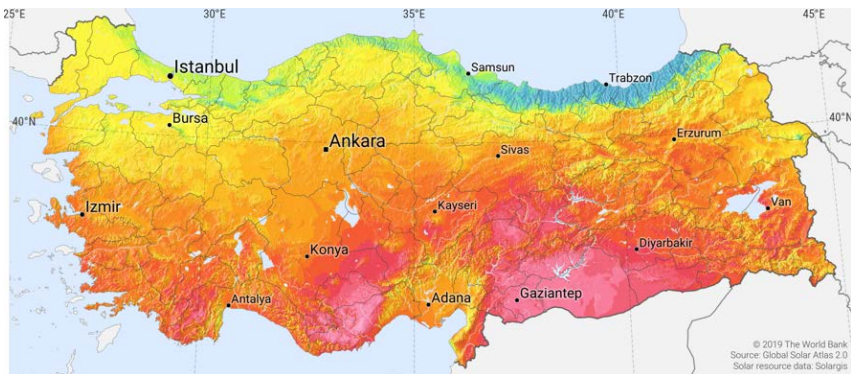 25°E
30°E
35°E
40°E
45°E
Istanbul
Samsun
Trabzon
40°N
Bursa
Ankara
Sivas
Erzurum
40°N
Izmir
Kayseri
Van
Konya
Diyarbakir
Antalya
Adana
Gaziantep
© 2019 The World Bank
Source: Global Solar Atlas 2.0
Solar resource data: Solargis